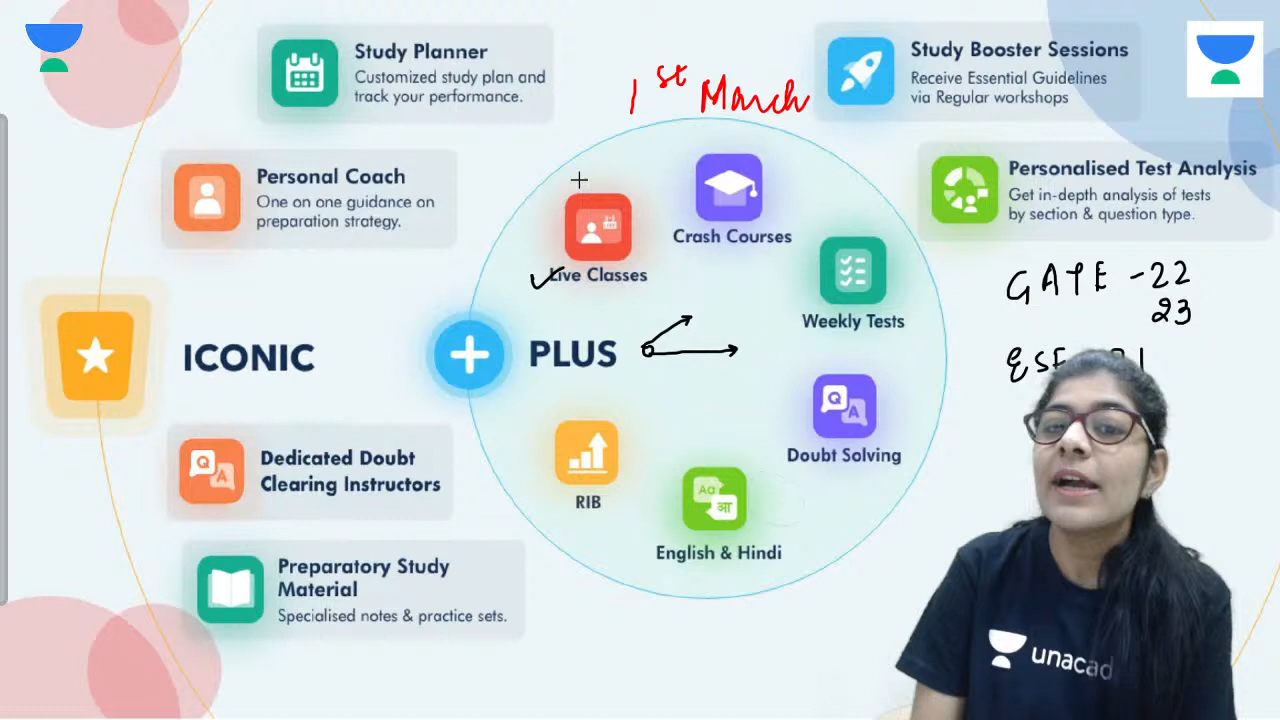 Study Planner
Customized study plan and
track your performance.
1st March
Study Booster Sessions
Receive Essential Guidelines
via Regular workshops
Personal Coach
One on one guidance on
preparation strategy.
Personalised Test Analysis
Get in-depth analysis of tests
by section & question type.
Crash Courses
Live Classes
Weekly Tests
GATE -22
23
ICONIC
PLUS
Doubt Solving
Dedicated Doubt
Clearing Instructors
RIB
Aa
आ
English & Hindi
Q
A
Q
A
Preparatory Study
Material
Specialised notes & practice sets.
unacad